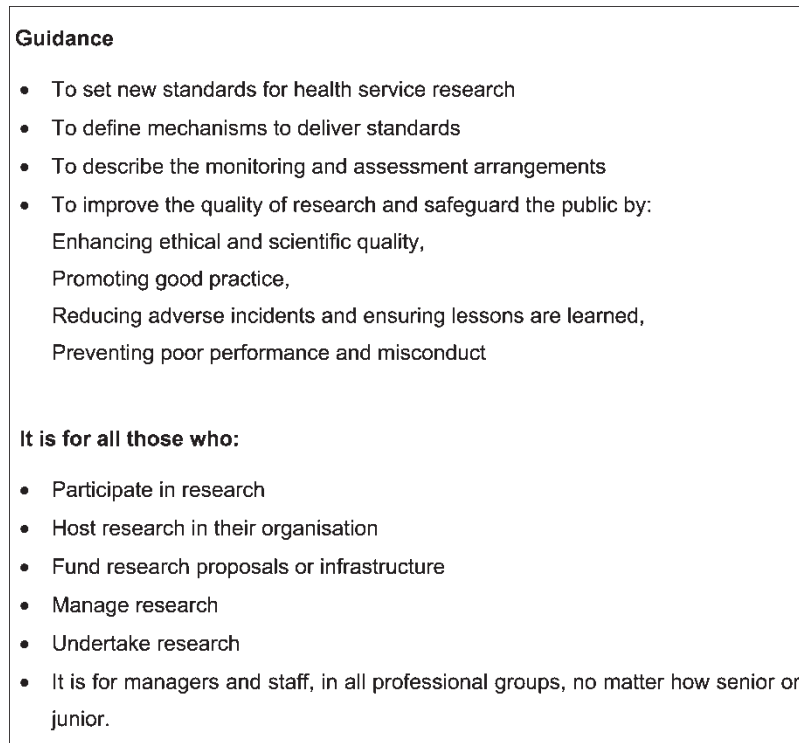 Guidance
• To set new standards for health service research
• To define mechanisms to deliver standards
• To describe the monitoring and assessment arrangements
• To improve the quality of research and safeguard the public by:
Enhancing ethical and scientific quality,
Promoting good practice,
Reducing adverse incidents and ensuring lessons are learned,
Preventing poor performance and misconduct
It is for all those who:
• Participate in research
• Host research in their organisation
• Fund research proposals or infrastructure
• Manage research
• Undertake research
• It is for managers and staff, in all professional groups, no matter how senior or
junior.